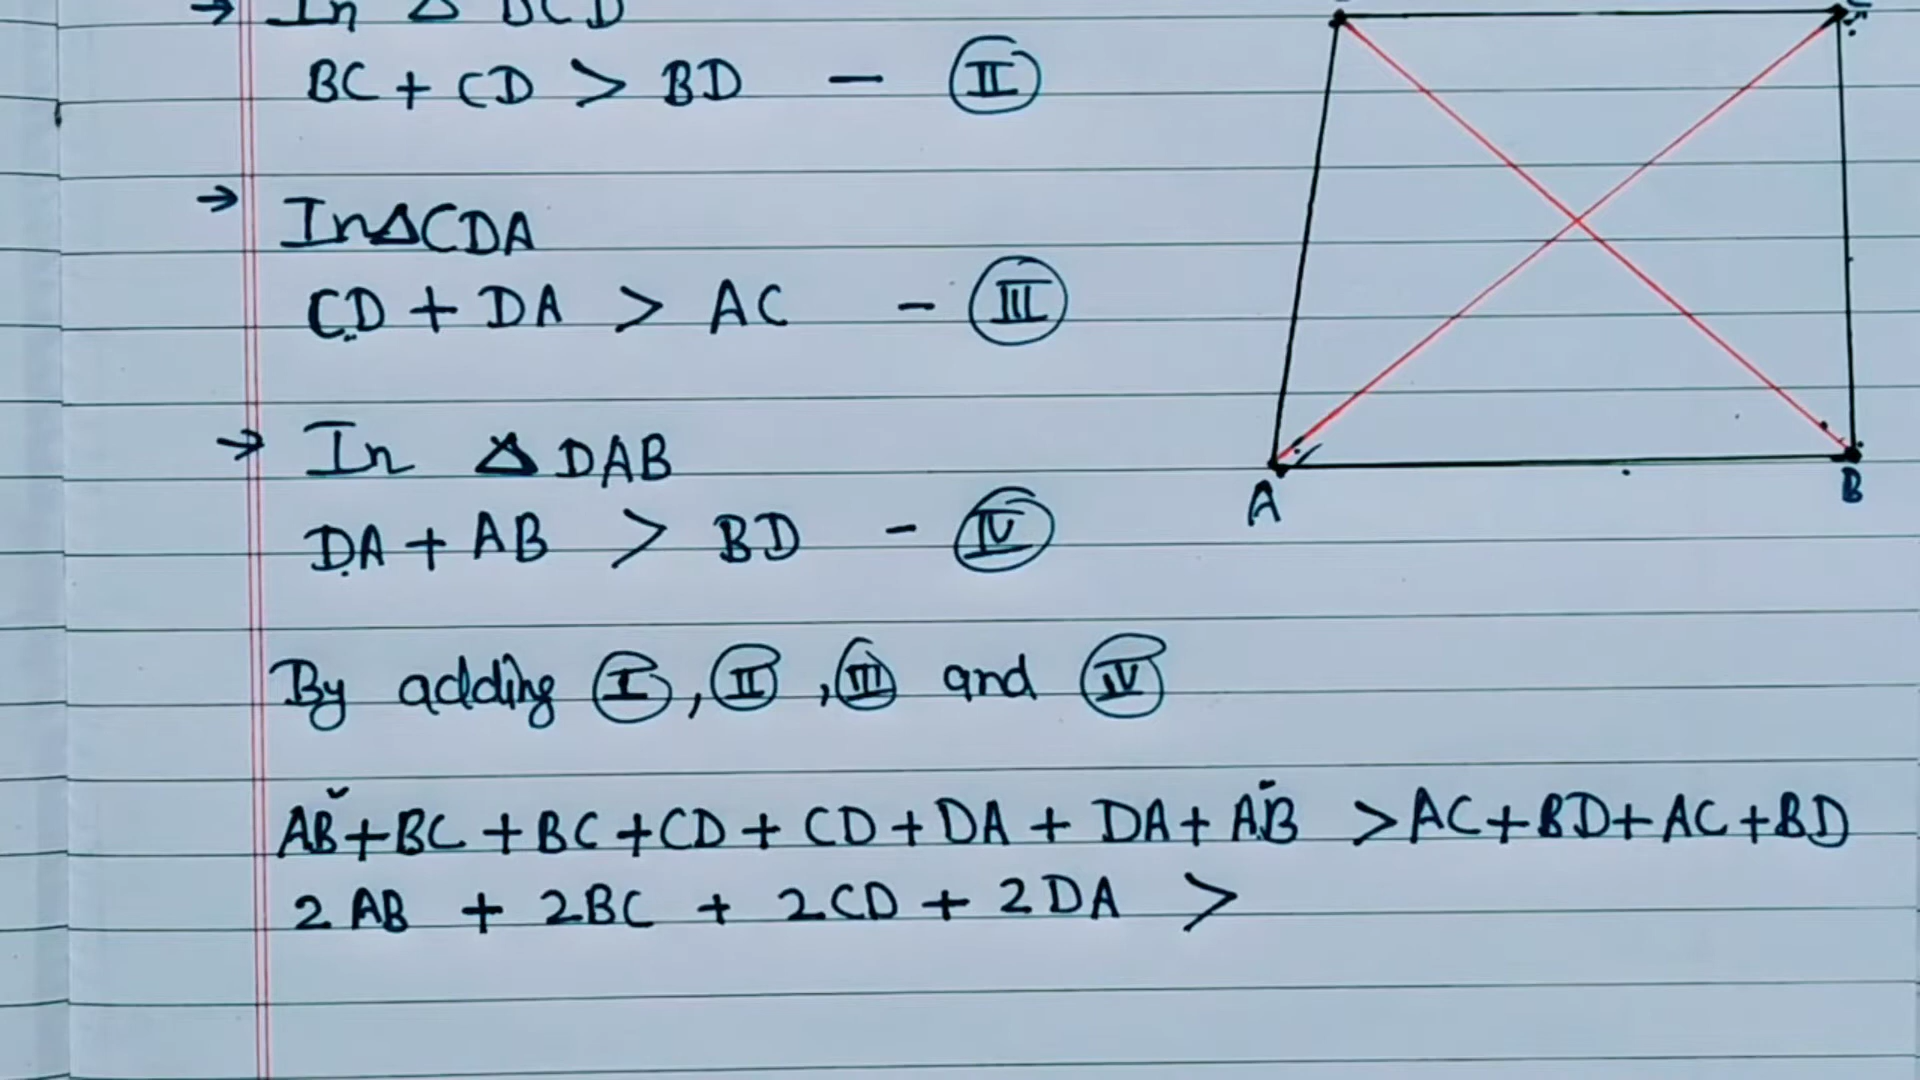 → In △ BCD
BC + CD > BD — II
→ In△CDA
CD + DA > AC - III
→ In △ DAB
DA + AB > BD - IV
By adding I, II, III and IV
AB+BC+BC+CD+CD+DA+DA+AB >AC+BD+AC+BD
2AB + 2BC + 2CD + 2DA >
A
B